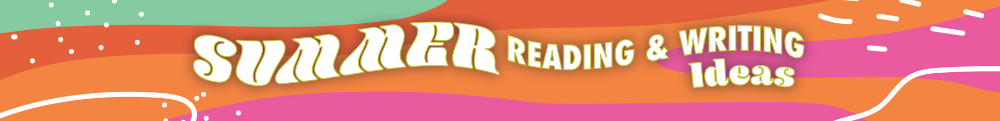 SUMMER READING & WRITING
Ideas